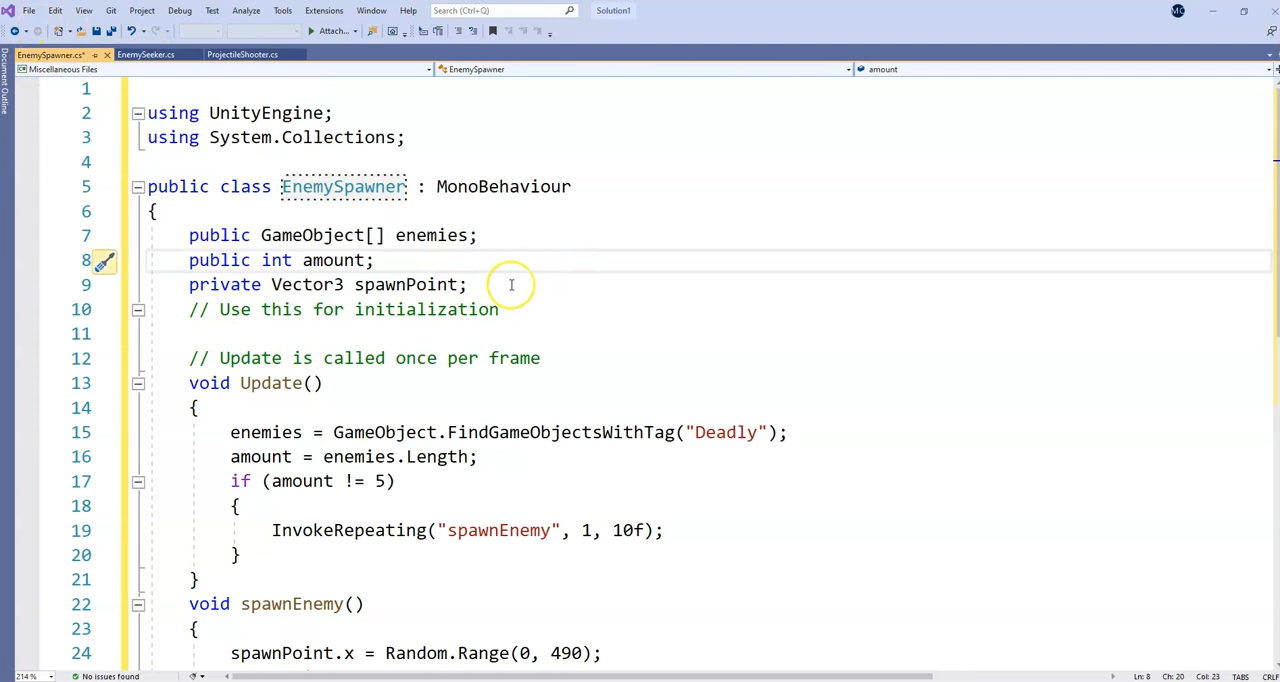 File Edit View Git Project Debug Test Analyze Tools Extensions Window Help Search (Ctrl+Q) Solution1 MC
Attach...
EnemySpawner.cs* EnemySeeker.cs ProjectileShooter.cs
Miscellaneous Files EnemySpawner amount
Document Outline
1
2 using UnityEngine;
3 using System.Collections;
4
5 public class EnemySpawner : MonoBehaviour
6 {
7 public GameObject[] enemies;
8 public int amount;
9 private Vector3 spawnPoint;
10 // Use this for initialization
11
12 // Update is called once per frame
13 void Update()
14 {
15 enemies = GameObject.FindGameObjectsWithTag("Deadly");
16 amount = enemies.Length;
17 if (amount != 5)
18 {
19 InvokeRepeating("spawnEnemy", 1, 10f);
20 }
21 }
22 void spawnEnemy()
23 {
24 spawnPoint.x = Random.Range(0, 490);
214 % No issues found Ln: 8 Ch: 20 Col: 23 TABS CRLF